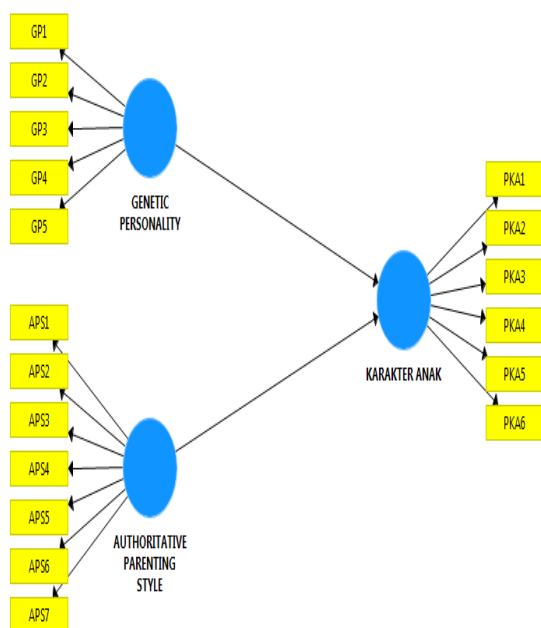 GP1
GP2
GP3
GP4
GP5
GENETIC
PERSONALITY
APS1
APS2
APS3
APS4
APS5
APS6
APS7
AUTHORITATIVE
PARENTING
STYLE
PKA1
PKA2
PKA3
PKA4
PKA5
PKA6
KARAKTER ANAK